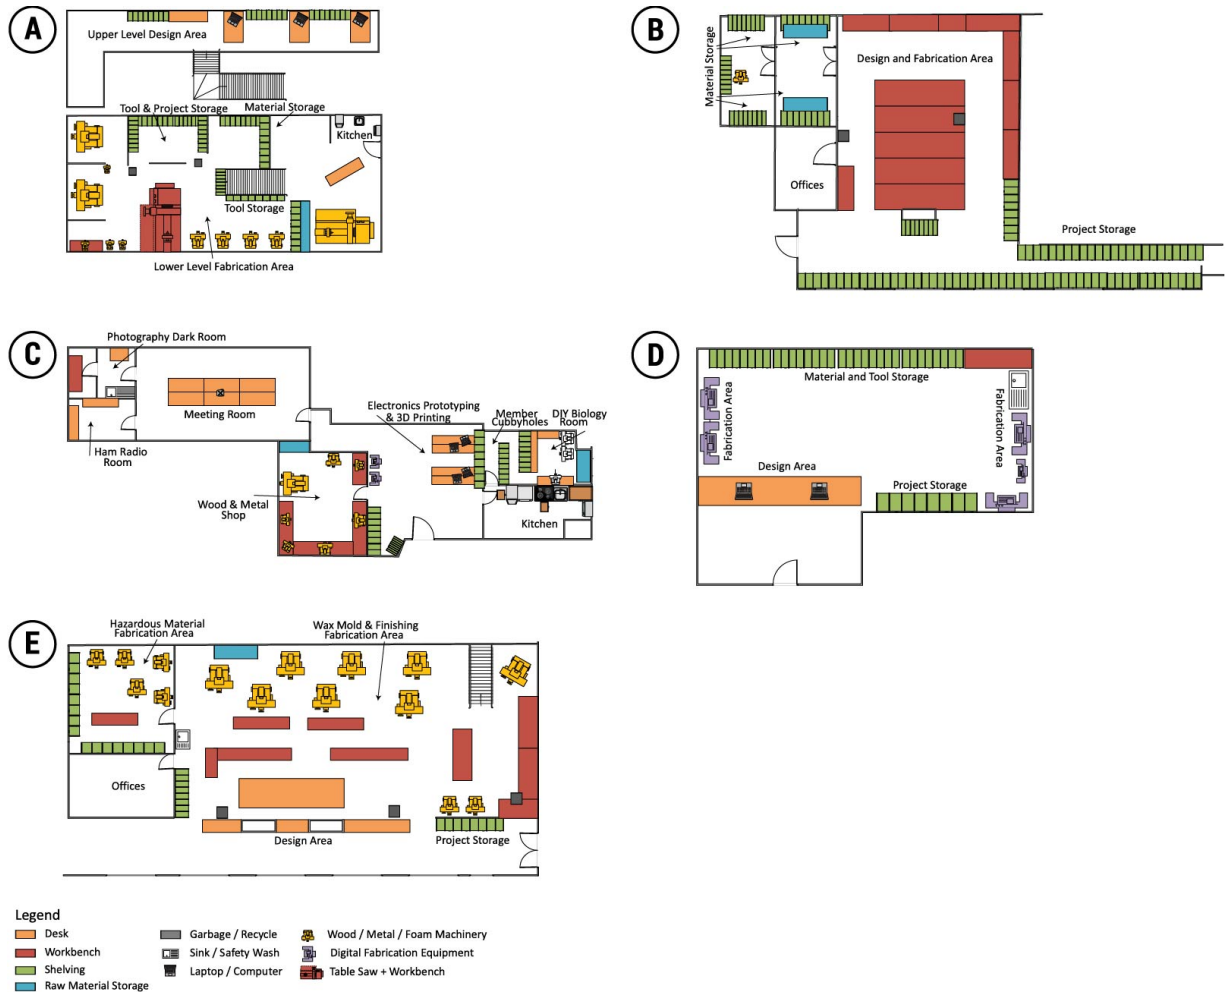 A
Upper Level Design Area
Tool & Project Storage
Material Storage
Kitchen
Tool Storage
Lower Level Fabrication Area
B
Material Storage
Design and Fabrication Area
Offices
Project Storage
C
Photography Dark Room
Meeting Room
Ham Radio
Room
Electronics Prototyping
& 3D Printing
Member
Cubbyholes
DIY Biology
Room
Wood & Metal
Shop
Kitchen
D
Material and Tool Storage
Fabrication Area
Fabrication Area
Design Area
Project Storage
E
Hazardous Material
Fabrication Area
Wax Mold & Finishing
Fabrication Area
Offices
Design Area
Project Storage
Legend
Desk
Workbench
Shelving
Raw Material Storage
Garbage / Recycle
Sink / Safety Wash
Laptop / Computer
Wood / Metal / Foam Machinery
Digital Fabrication Equipment
Table Saw + Workbench